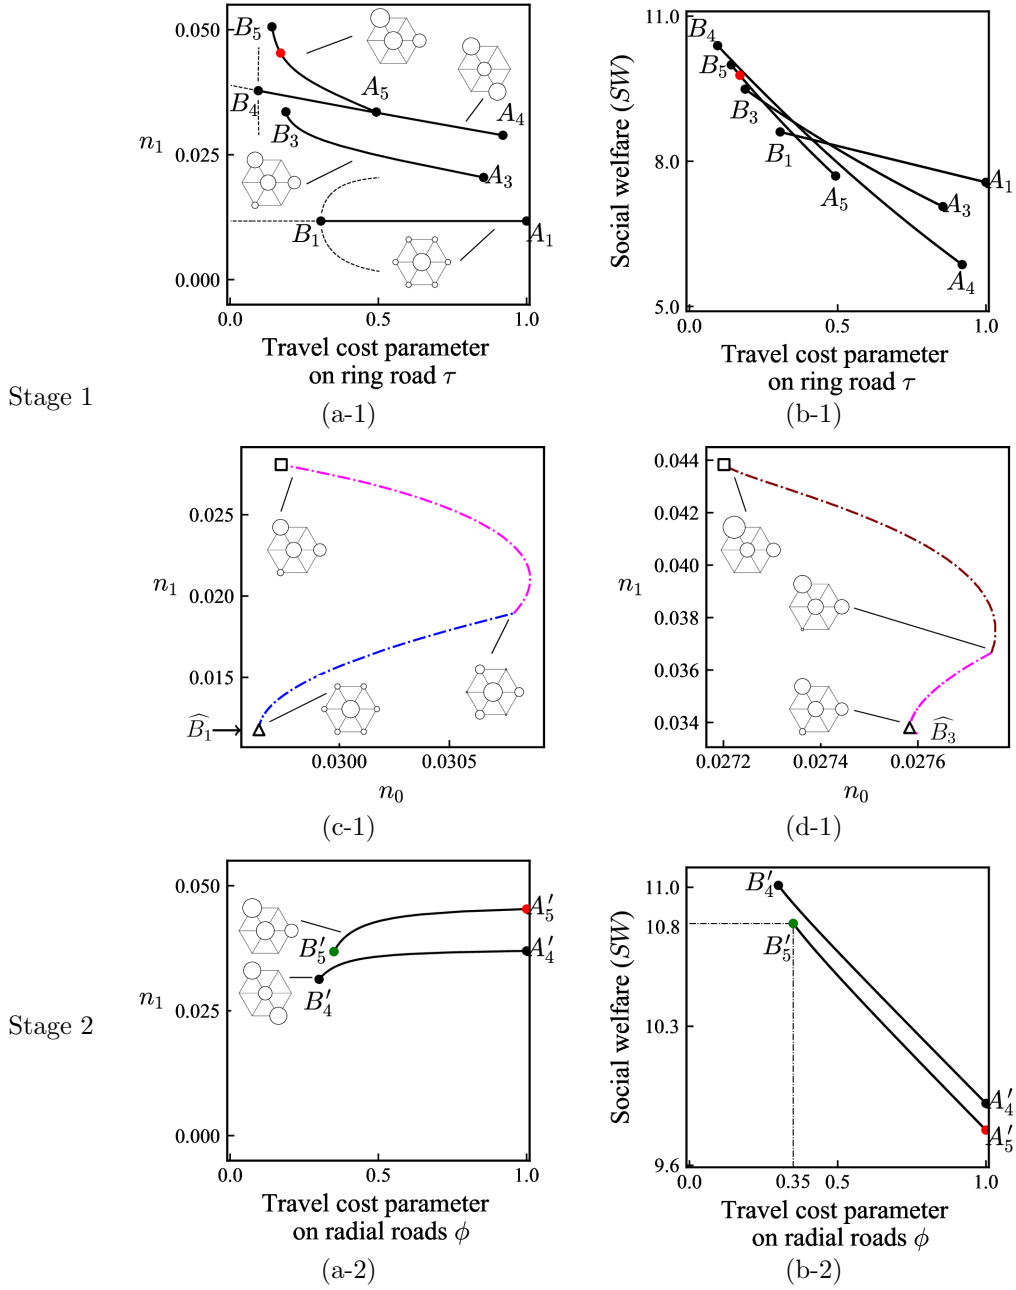 Stage 1
0.050
0.025
0.000
n₁
B₅
B₄
B₃
B₁
A₅
A₄
A₃
A₁
0.0 0.5 1.0
Travel cost parameter
on ring road τ
(a-1)
11.0
8.0
5.0
Social welfare (SW)
B₄
B₅
B₃
B₁
A₅
A₁
A₃
A₄
0.0 0.5 1.0
Travel cost parameter
on ring road τ
(b-1)
0.025
0.020
0.015
n₁
B̂₁
0.0300 0.0305
n₀
(c-1)
0.044
0.042
0.040
0.038
0.036
0.034
n₁
B̂₃
0.0272 0.0274 0.0276
n₀
(d-1)
Stage 2
0.050
0.025
0.000
n₁
B′₅
B′₄
A′₅
A′₄
0.0 0.5 1.0
Travel cost parameter
on radial roads ϕ
(a-2)
11.0
10.8
10.3
9.6
Social welfare (SW)
B′₄
B′₅
A′₄
A′₅
0.0 0.35 0.5 1.0
Travel cost parameter
on radial roads ϕ
(b-2)